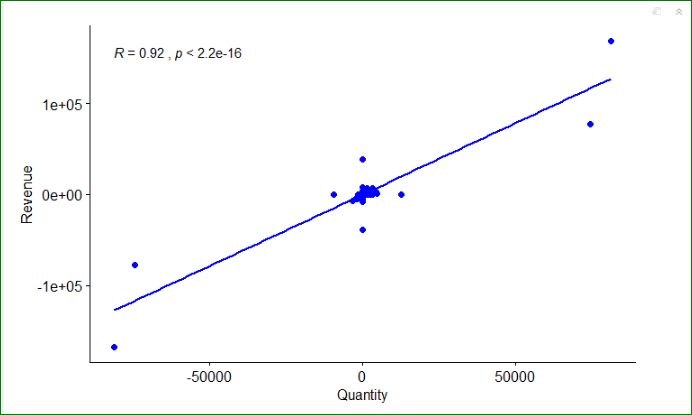 R = 0.92 , p < 2.2e-16
1e+05
0e+00
-1e+05
Revenue
-50000 0 50000
Quantity